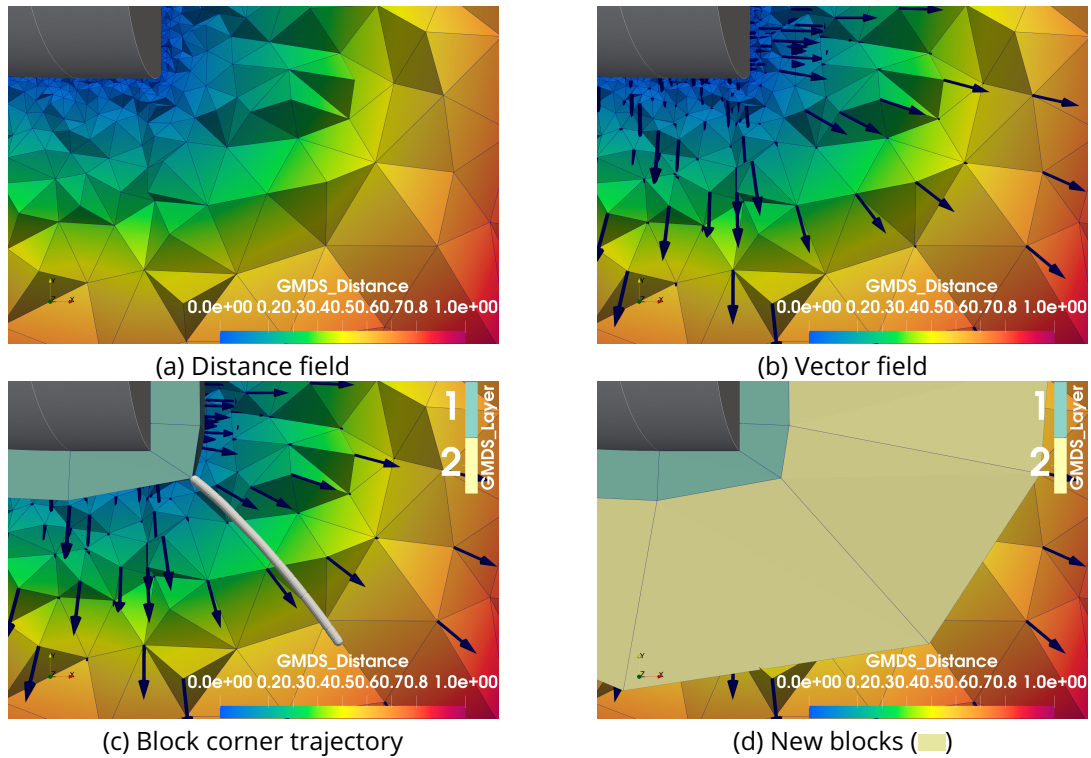 GMDS_Distance
0.0e+00 0.20.30.40.50.60.70.8 1.0e+00
(a) Distance field
GMDS_Distance
0.0e+00 0.20.30.40.50.60.70.8 1.0e+00
(b) Vector field
1
2
GMDS_Layer
GMDS_Distance
0.0e+00 0.20.30.40.50.60.70.8 1.0e+00
(c) Block corner trajectory
1
2
GMDS_Layer
Y
Z X
GMDS_Distance
0.0e+00 0.20.30.40.50.60.70.8 1.0e+00
(d) New blocks ( )